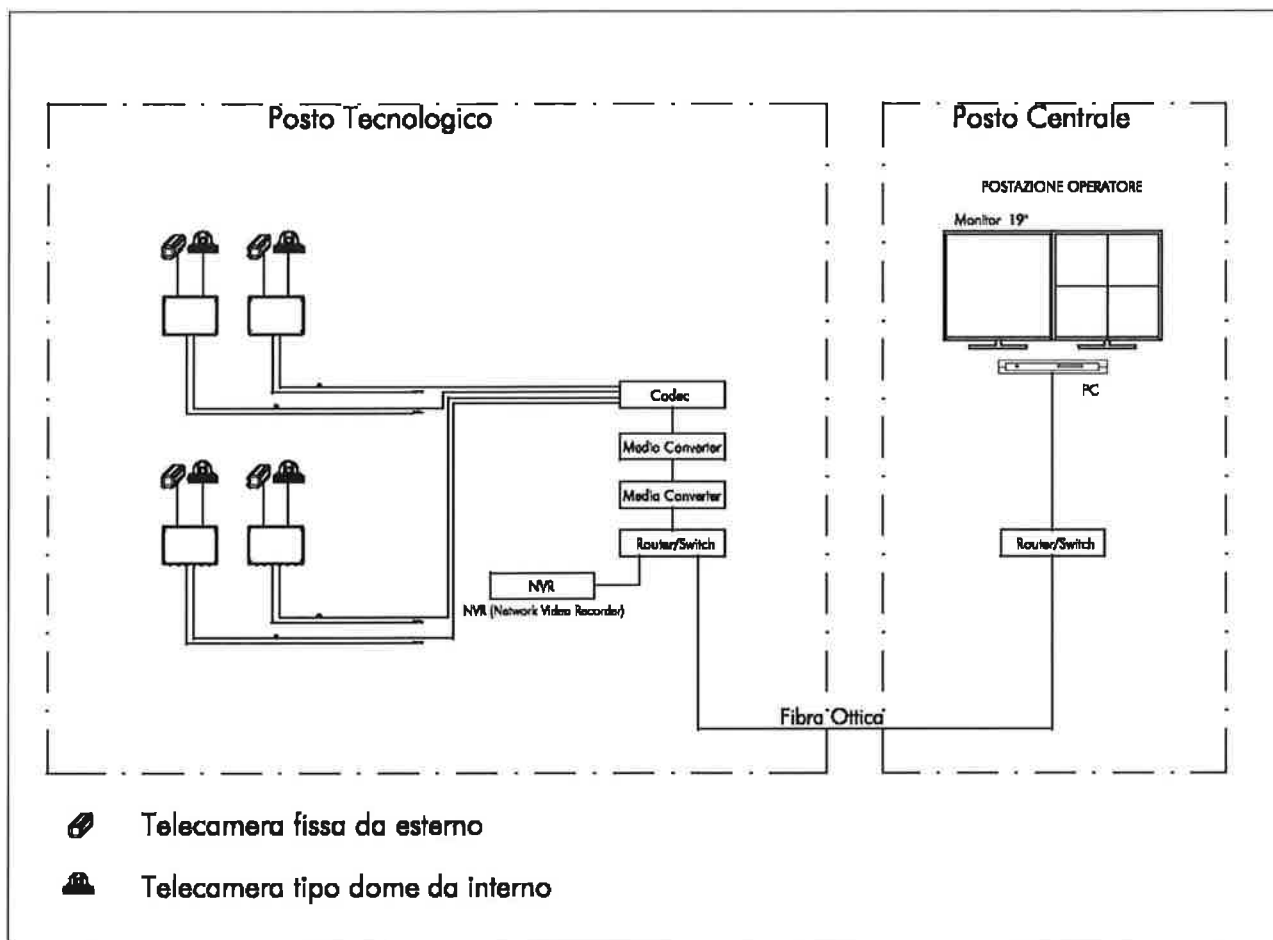 Posto Tecnologico
Posto Centrale
POSTAZIONE OPERATORE
Monitor 19"
PC
Codec
Media Converter
Media Converter
Router/Switch
Router/Switch
NVR
NVR (Network Video Recorder)
Fibra Ottica
Telecamera fissa da esterno
Telecamera tipo dome da interno